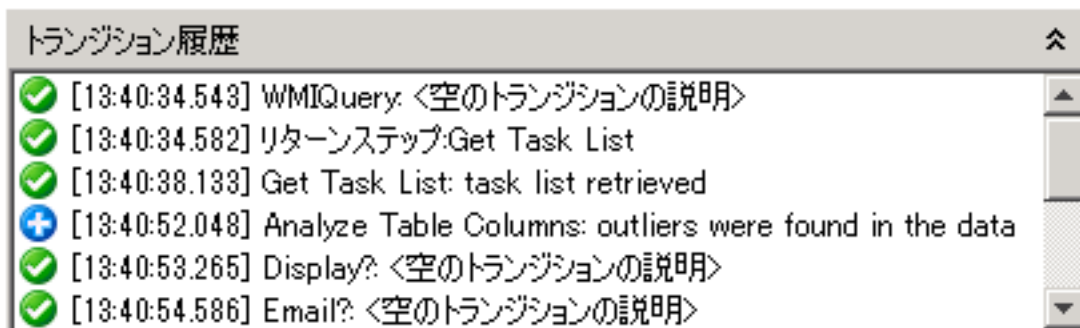 トランジション履歴
[13:40:34.543] WMIQuery: <空のトランジションの説明>
[13:40:34.582] リターンステップ:Get Task List
[13:40:38.133] Get Task List: task list retrieved
[13:40:52.048] Analyze Table Columns: outliers were found in the data
[13:40:53.265] Display?: <空のトランジションの説明>
[13:40:54.586] Email?: <空のトランジションの説明>